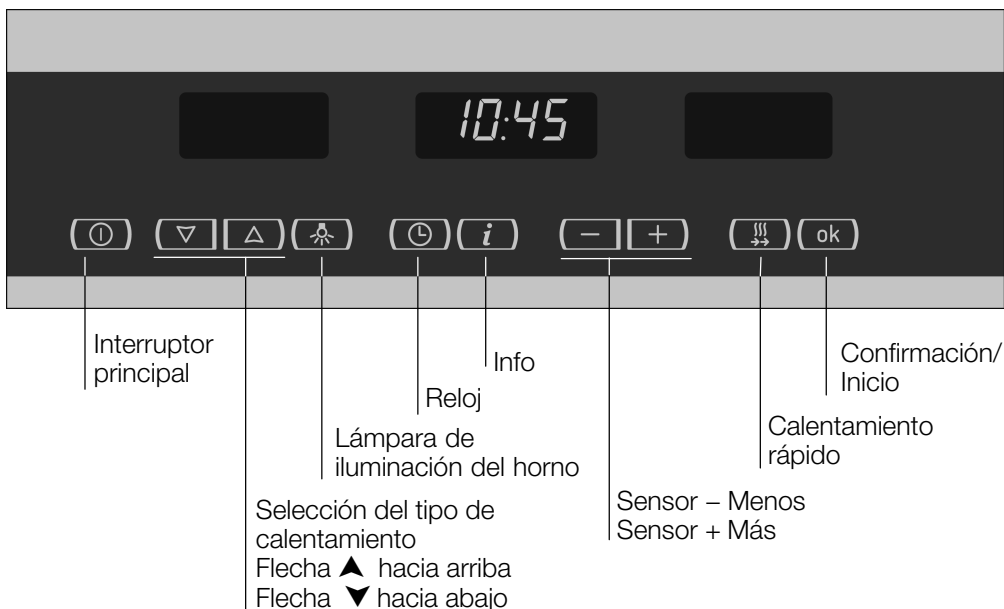 10:45
i
ok
Interruptor
principal
Info
Confirmación/
Inicio
Reloj
Calentamiento
rápido
Lámpara de
iluminación del horno
Selección del tipo de
calentamiento
Flecha ⮝ hacia arriba
Flecha ⮟ hacia abajo
Sensor – Menos
Sensor + Más